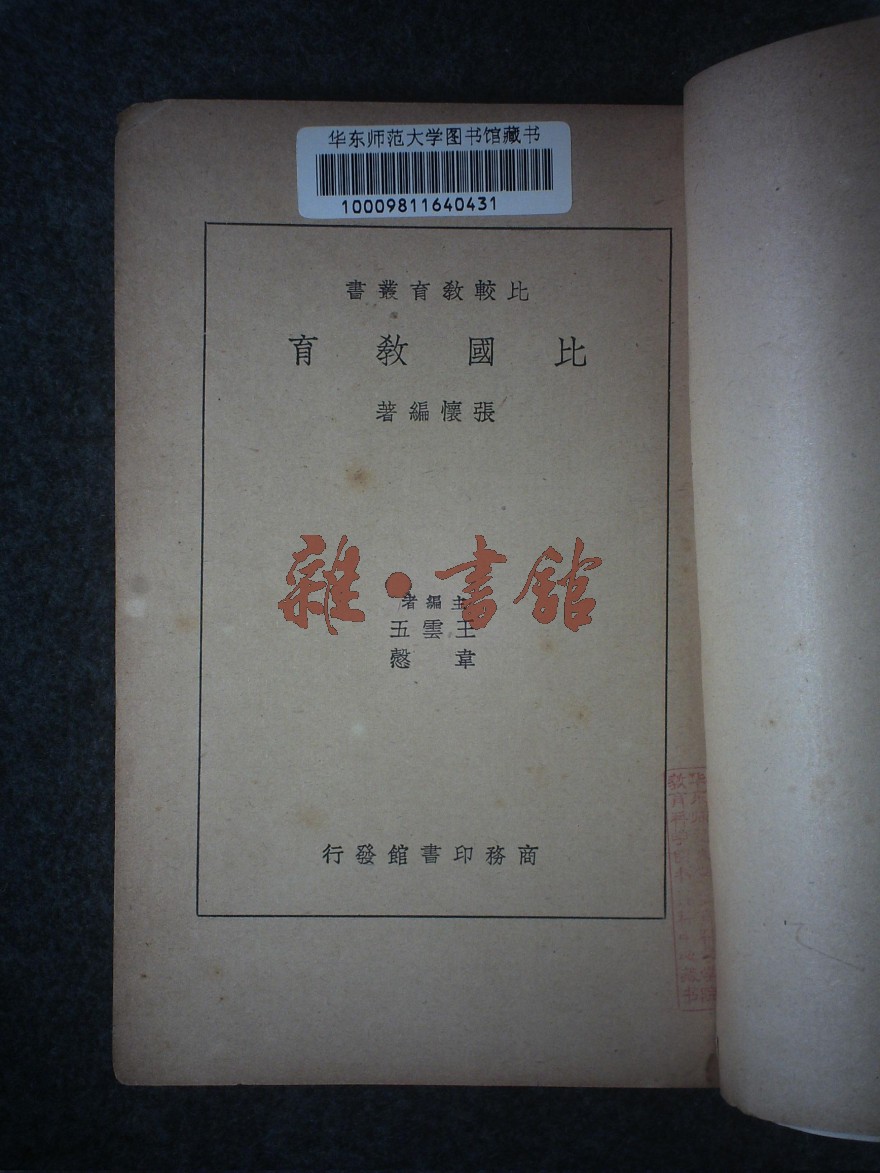 华东师范大学图书馆藏书
10009811640431
比較教育叢書
比國教育
張懷編著
雜·書館
主編者
王雲五
韋慤
商務印書館發行